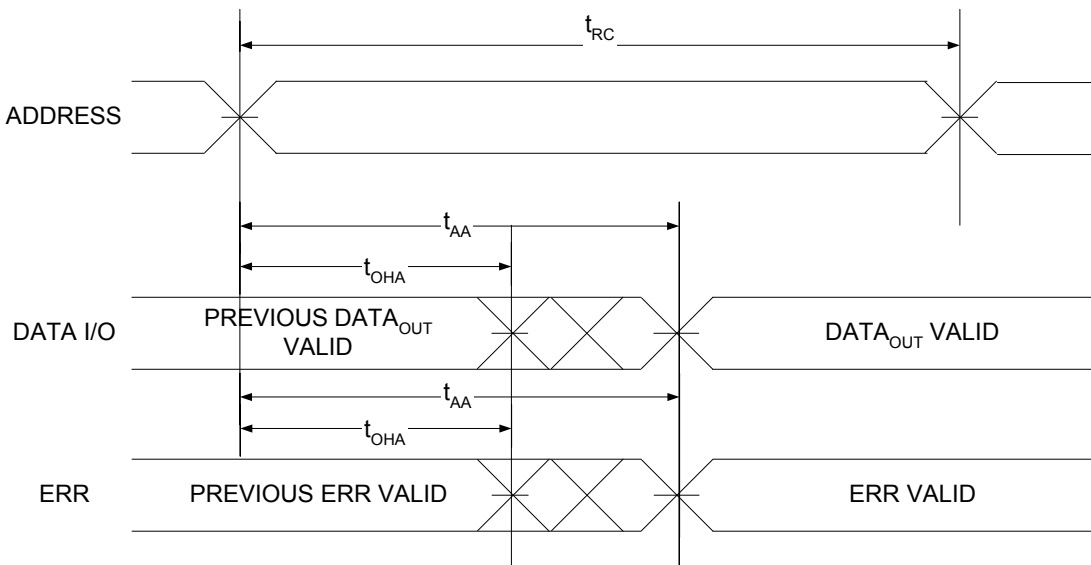 tRC
ADDRESS
tAA
tOHA
DATA I/O
PREVIOUS DATAOUT
VALID
DATAOUT VALID
tAA
tOHA
ERR
PREVIOUS ERR VALID
ERR VALID